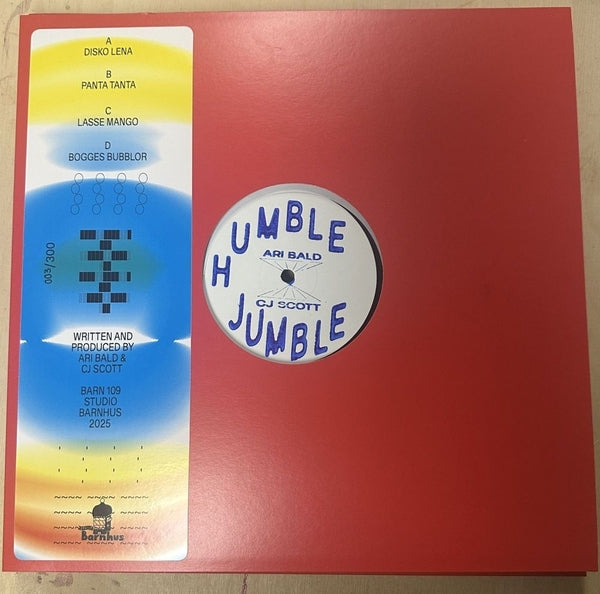 A
DISKO LENA
B
PANTA TANTA
C
LASSE MANGO
D
BOGGES BUBBLOR
003/300
WRITTEN AND
PRODUCED BY
ARI BALD &
CJ SCOTT
BARN 109
STUDIO
BARNHUS
2025
Barnhus
HUMBLE
ARI BALD
CJ SCOTT
JUMBLE